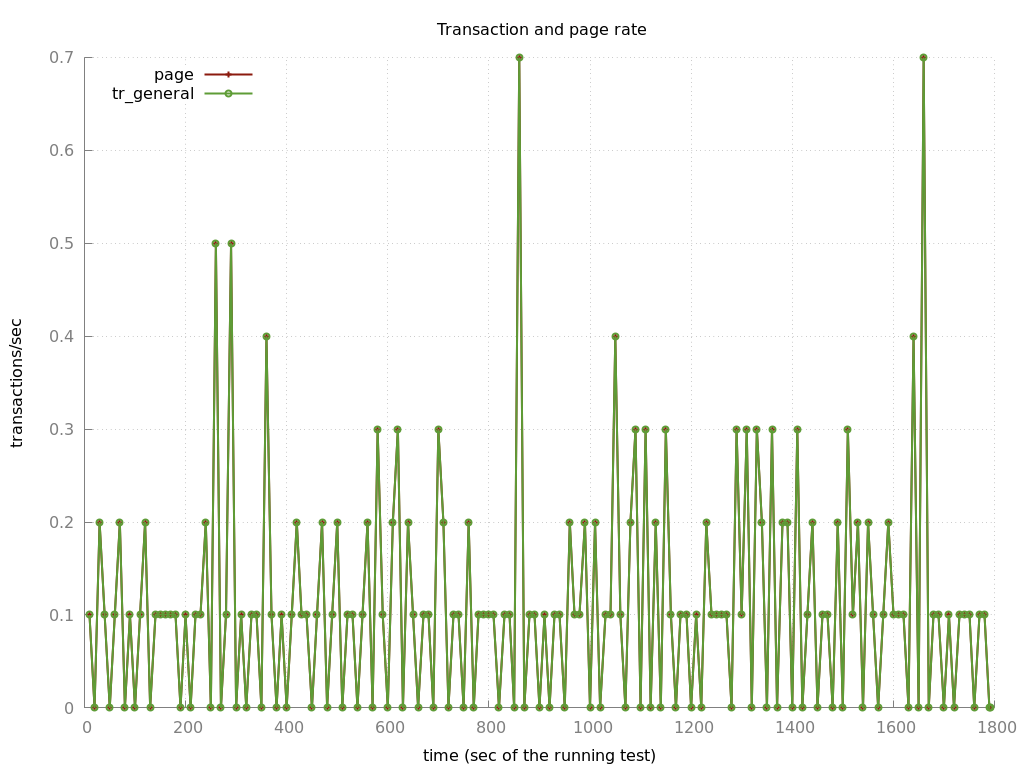 Transaction and page rate
0.7
page
tr_general
0.6
0.5
0.4
0.3
0.2
0.1
0
transactions/sec
0 200 400 600 800 1000 1200 1400 1600 1800
time (sec of the running test)